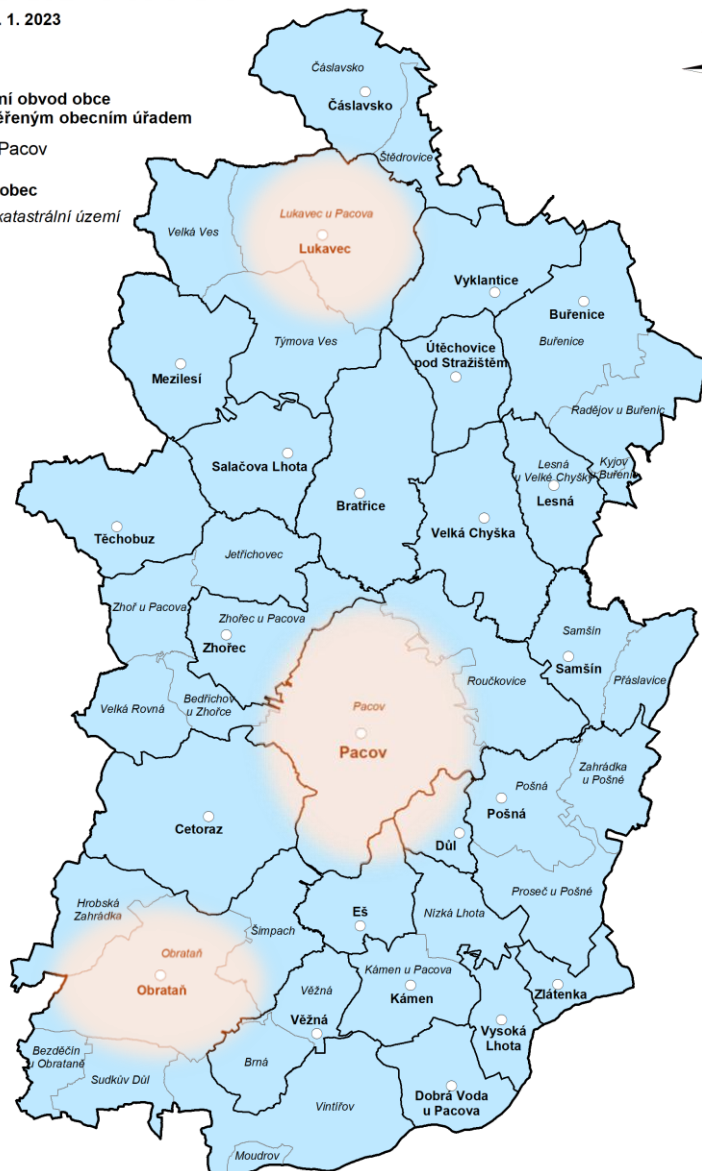 . 1. 2023
ní obvod obce
ěřeným obecním úřadem
Pacov
obec
katastrální území
Čáslavsko
Čáslavsko
Štědrovice
Lukavec u Pacova
Lukavec
Velká Ves
Vyklantice
Buřenice
Buřenice
Týmova Ves
Útěchovice
pod Stražištěm
Mezilesí
Radějov u Buřenic
Salačova Lhota
Lesná
u Velké Chyšky
Lesná
Kyjov
u Buřenic
Bratřice
Velká Chyška
Těchobuz
Jetřichovec
Zhoř u Pacova
Zhořec u Pacova
Zhořec
Samšín
Samšín
Přáslavice
Roučkovice
Velká Rovná
Bedřichov
u Zhořce
Pacov
Pacov
Zahrádka
u Pošné
Pošná
Pošná
Cetoraz
Důl
Proseč u Pošné
Hrobská
Zahrádka
Eš
Nízká Lhota
Šimpach
Obrataň
Obrataň
Kámen u Pacova
Kámen
Věžná
Věžná
Zlátenka
Vysoká
Lhota
Bezděčín
u Obrataně
Sudkův Důl
Brná
Vintířov
Dobrá Voda
u Pacova
Moudrov